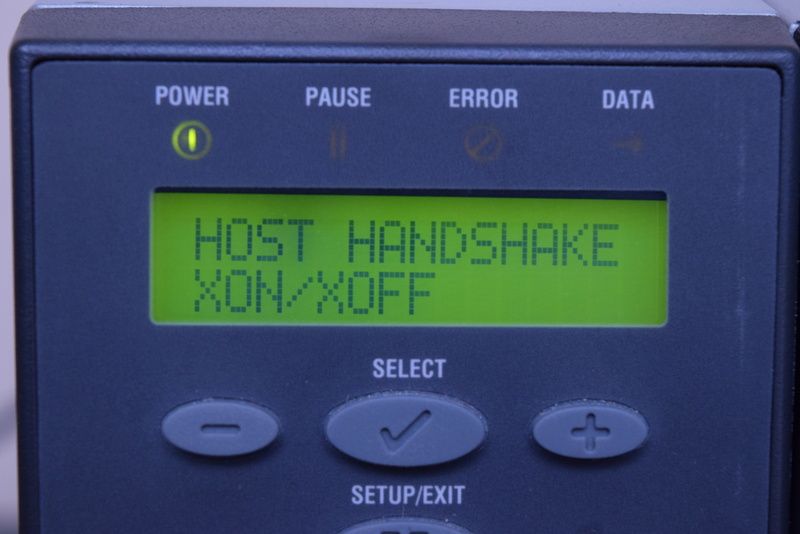 POWER PAUSE ERROR DATA
HOST HANDSHAKE
XON/XOFF
SELECT
SETUP/EXIT